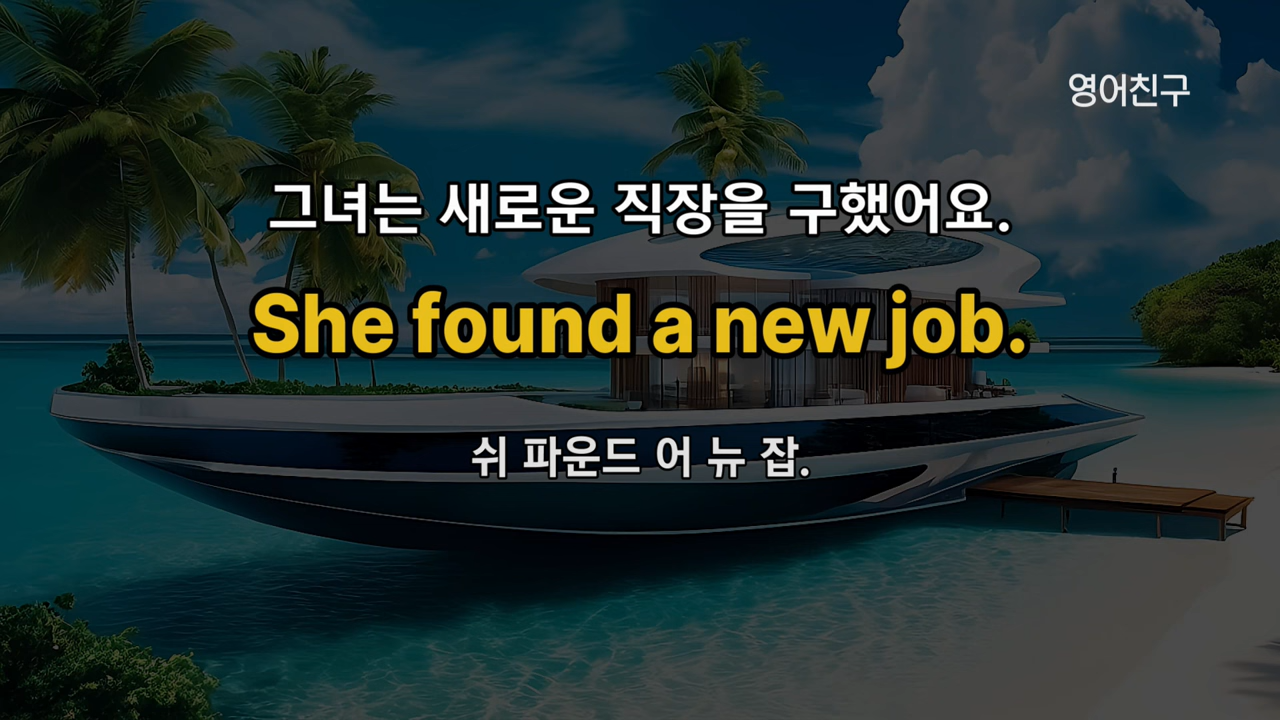 영어친구
그녀는 새로운 직장을 구했어요.
She found a new job.
쉬 파운드 어 뉴 잡.